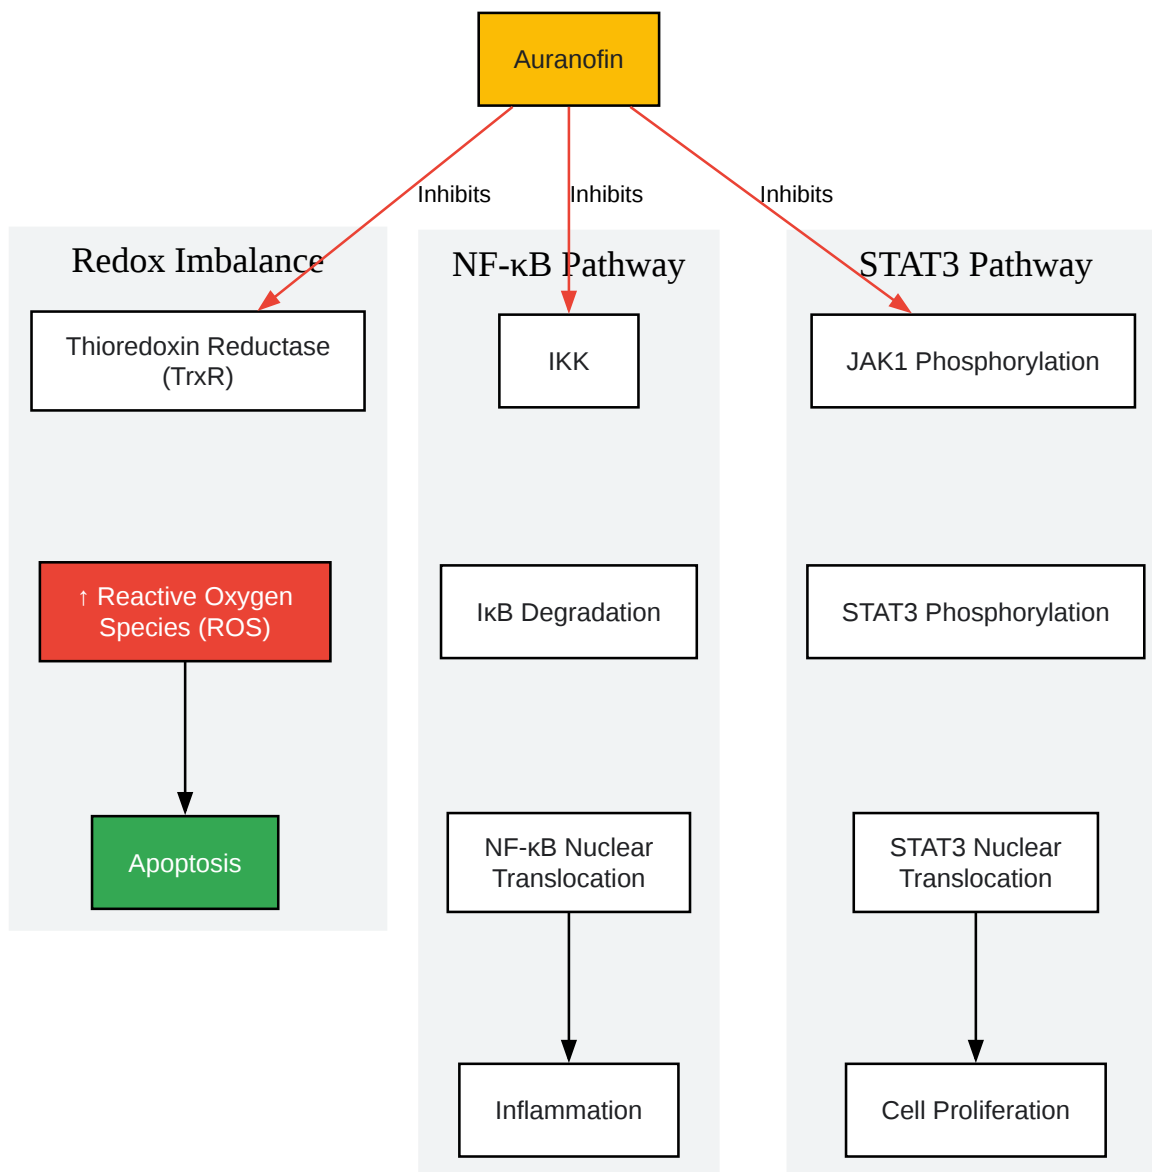 Auranofin
Inhibits
Inhibits
Inhibits
Redox Imbalance
Thioredoxin Reductase
(TrxR)
↑ Reactive Oxygen
Species (ROS)
Apoptosis
NF-κB Pathway
IKK
IκB Degradation
NF-κB Nuclear
Translocation
Inflammation
STAT3 Pathway
JAK1 Phosphorylation
STAT3 Phosphorylation
STAT3 Nuclear
Translocation
Cell Proliferation